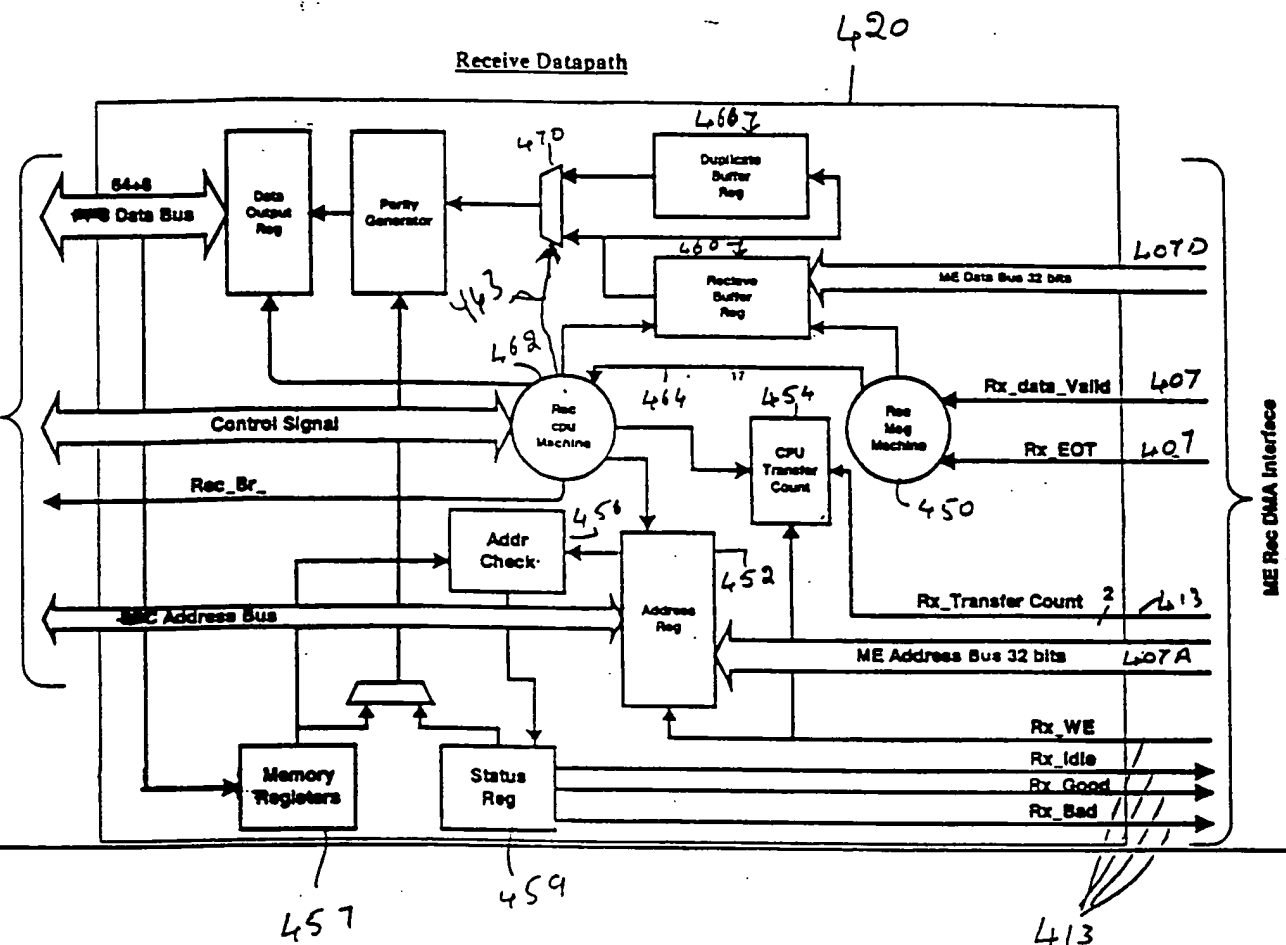 420
Receive Datapath
470
4607
Duplicate
Buffer
Reg
64+8
Data Bus
Data
Output
Reg
Parity
Generator
4607
Recieve
Buffer
Reg
407D
ME Data Bus 32 bits
443
462
Rec
cpu
Machine
464
17
454
CPU
Transfer
Count
Rec
Msg
Machine
450
Rx_data_Valid 407
Rx_EOT 407
Control Signal
Rec_Br_
Addr
Check
456
452
Address
Reg
Rx_Transfer Count 2 413
Address Bus
ME Address Bus 32 bits 407A
Rx_WE
Rx_Idle
Rx_Good
Rx_Bad
Memory
Registers
Status
Reg
457
459
413
ME Rec DMA Interface